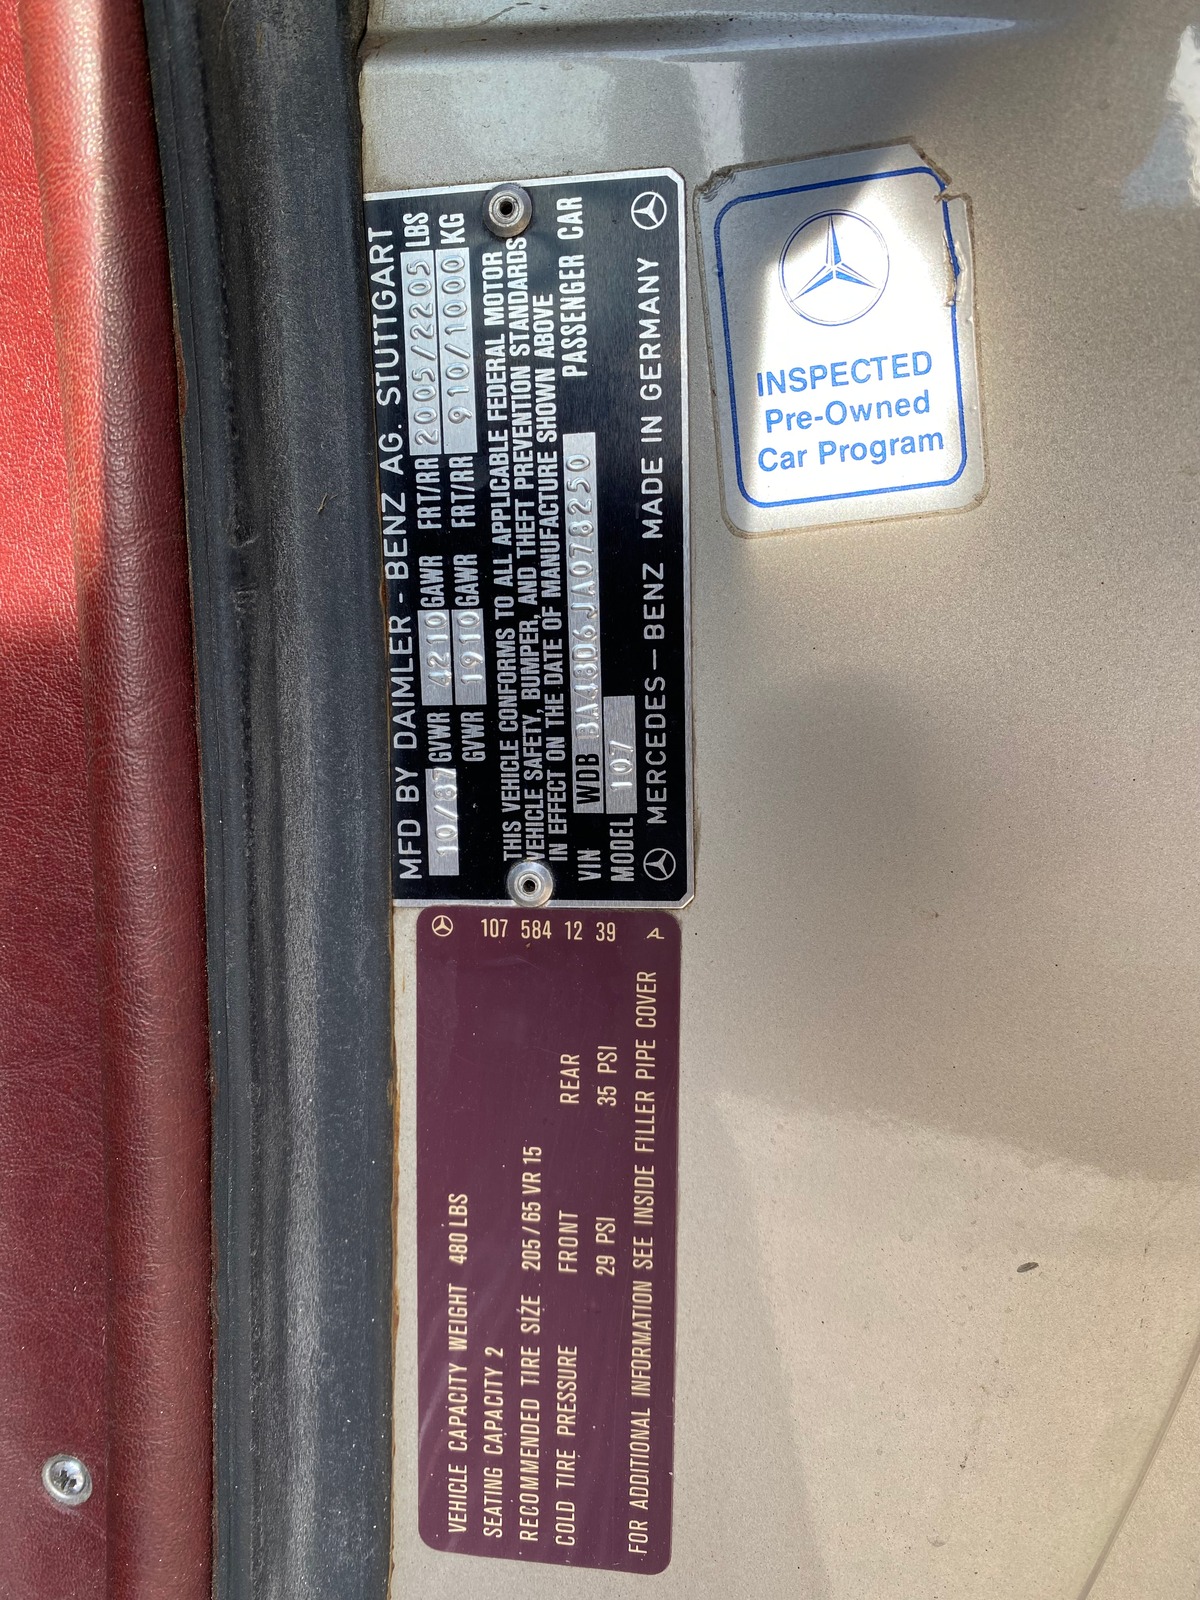 MFD BY DAIMLER - BENZ AG. STUTTGART
10/87 GVWR 4210 GAWR FRT/RR 2005/2205 LBS
GVWR 1910 GAWR FRT/RR 910/1000 KG
THIS VEHICLE CONFORMS TO ALL APPLICABLE FEDERAL MOTOR
VEHICLE SAFETY, BUMPER, AND THEFT PREVENTION STANDARDS
IN EFFECT ON THE DATE OF MANUFACTURE SHOWN ABOVE
VIN WDB BA48D6JA078250 PASSENGER CAR
MODEL 107
MERCEDES-BENZ MADE IN GERMANY
INSPECTED
Pre-Owned
Car Program
107 584 12 39 A
VEHICLE CAPACITY WEIGHT 480 LBS
SEATING CAPACITY 2
RECOMMENDED TIRE SIZE 205/65 VR 15
COLD TIRE PRESSURE FRONT REAR
29 PSI 35 PSI
FOR ADDITIONAL INFORMATION SEE INSIDE FILLER PIPE COVER